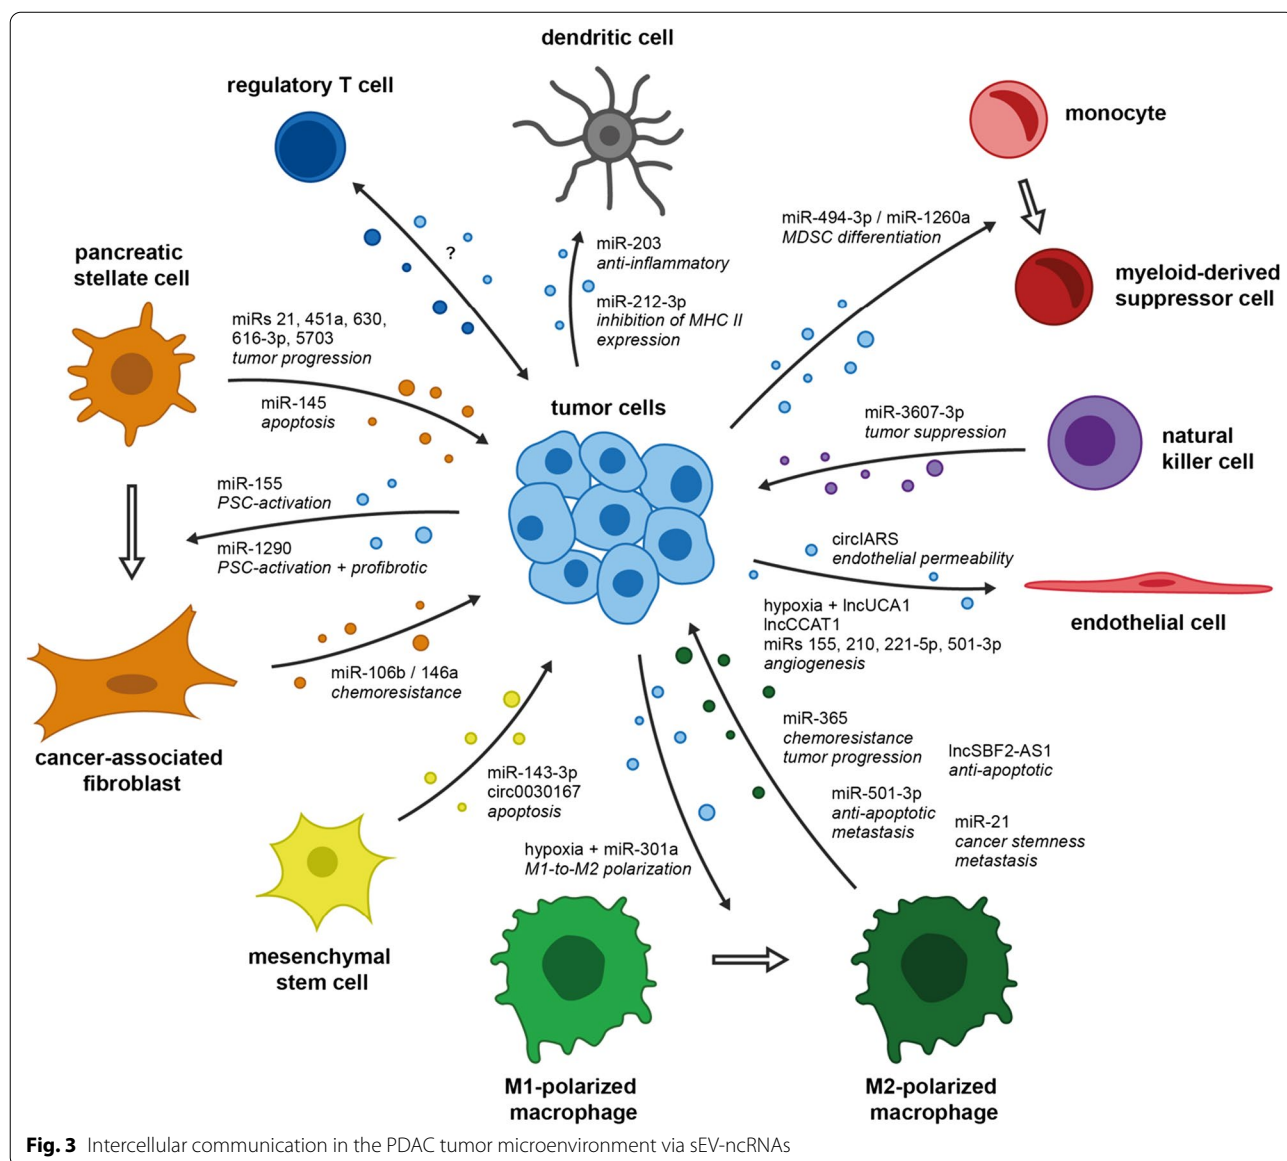 dendritic cell
regulatory T cell
monocyte
miR-494-3p / miR-1260a
MDSC differentiation
myeloid-derived
suppressor cell
?
miR-203
anti-inflammatory
miR-212-3p
inhibition of MHC II
expression
pancreatic
stellate cell
miRs 21, 451a, 630,
616-3p, 5703
tumor progression
miR-145
apoptosis
tumor cells
miR-3607-3p
tumor suppression
natural
killer cell
miR-155
PSC-activation
miR-1290
PSC-activation + profibrotic
circIARS
endothelial permeability
hypoxia + lncUCA1
lncCCAT1
miRs 155, 210, 221-5p, 501-3p
angiogenesis
endothelial cell
miR-106b / 146a
chemoresistance
cancer-associated
fibroblast
miR-143-3p
circ0030167
apoptosis
mesenchymal
stem cell
hypoxia + miR-301a
M1-to-M2 polarization
miR-365
chemoresistance
tumor progression
lncSBF2-AS1
anti-apoptotic
miR-501-3p
anti-apoptotic
metastasis
miR-21
cancer stemness
metastasis
M1-polarized
macrophage
M2-polarized
macrophage
Fig. 3 Intercellular communication in the PDAC tumor microenvironment via sEV-ncRNAs